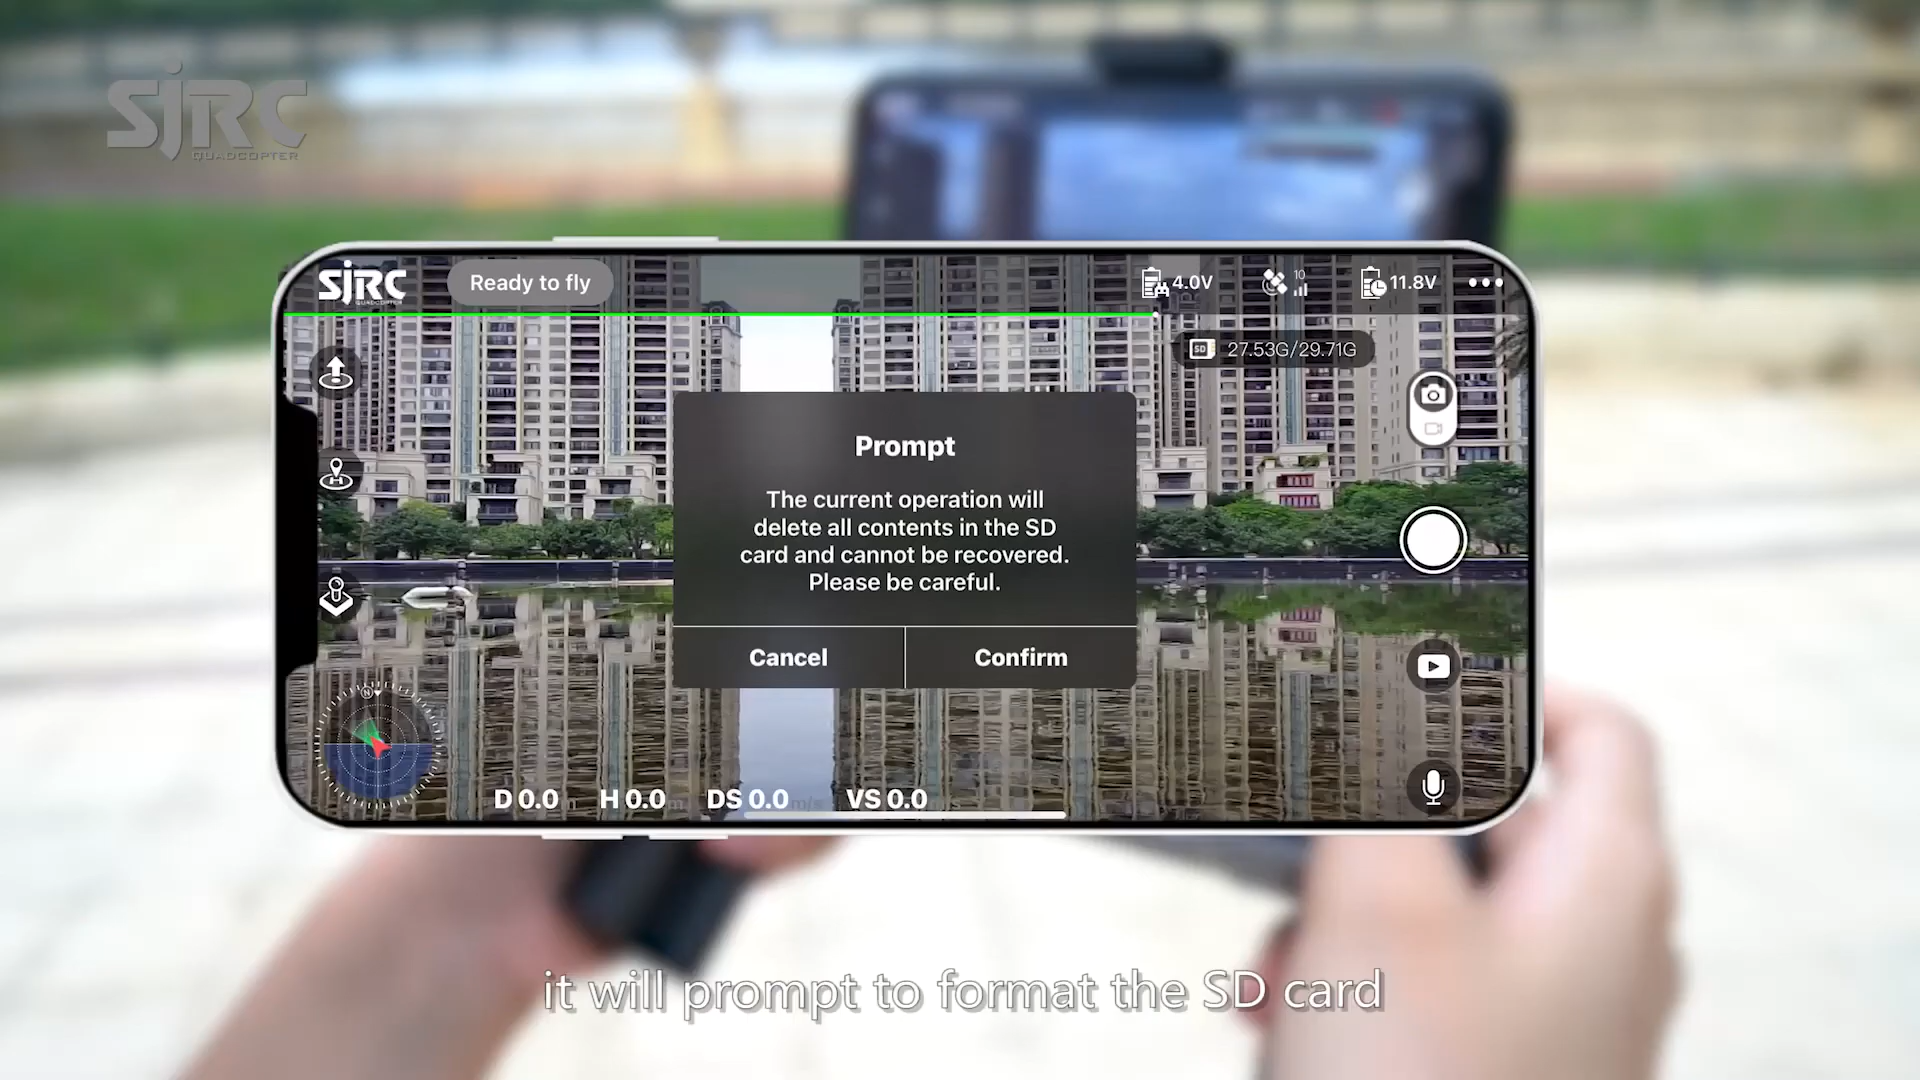 SJRC
QUADCOPTER
SJRC
QUADCOPTER
Ready to fly
4.0V
10
11.8V
SD
27.53G/29.71G
Prompt
The current operation will
delete all contents in the SD
card and cannot be recovered.
Please be careful.
Cancel
Confirm
N
H
D 0.0 m
H 0.0 m
DS 0.0 m/s
VS 0.0
it will prompt to format the SD card